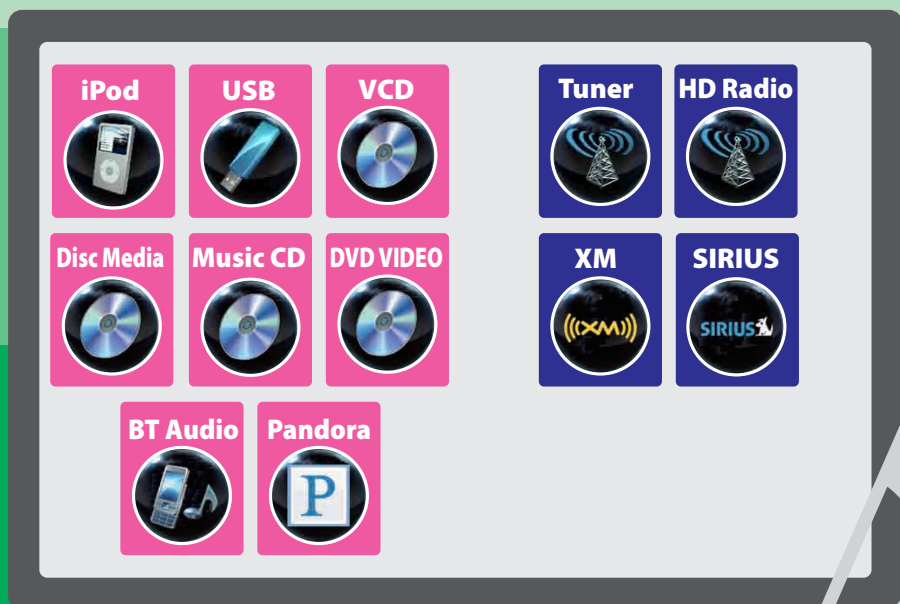 iPod USB VCD Tuner HD Radio
Disc Media Music CD DVD VIDEO XM SIRIUS
((XM)) SIRIUS
BT Audio Pandora
P